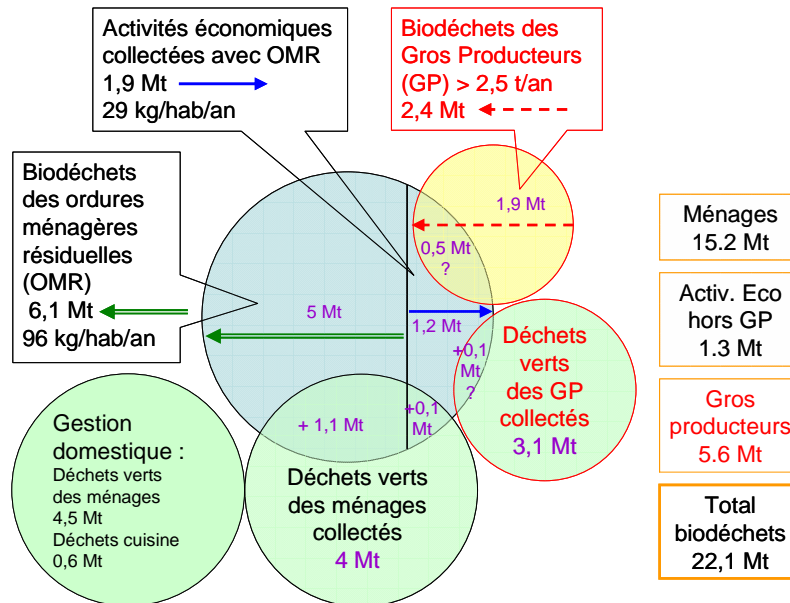 Activités économiques
collectées avec OMR
1,9 Mt
29 kg/hab/an
Biodéchets des
Gros Producteurs
(GP) > 2,5 t/an
2,4 Mt
Biodéchets
des ordures
ménagères
résiduelles
(OMR)
6,1 Mt
96 kg/hab/an
1,9 Mt
0,5 Mt
?
5 Mt
1,2 Mt
+0,1
Mt
?
+ 1,1 Mt
+0,1
Mt
Déchets
verts
des GP
collectés
3,1 Mt
Gestion
domestique :
Déchets verts
des ménages
4,5 Mt
Déchets cuisine
0,6 Mt
Déchets verts
des ménages
collectés
4 Mt
Ménages
15.2 Mt
Activ. Eco
hors GP
1.3 Mt
Gros
producteurs
5.6 Mt
Total
biodéchets
22,1 Mt